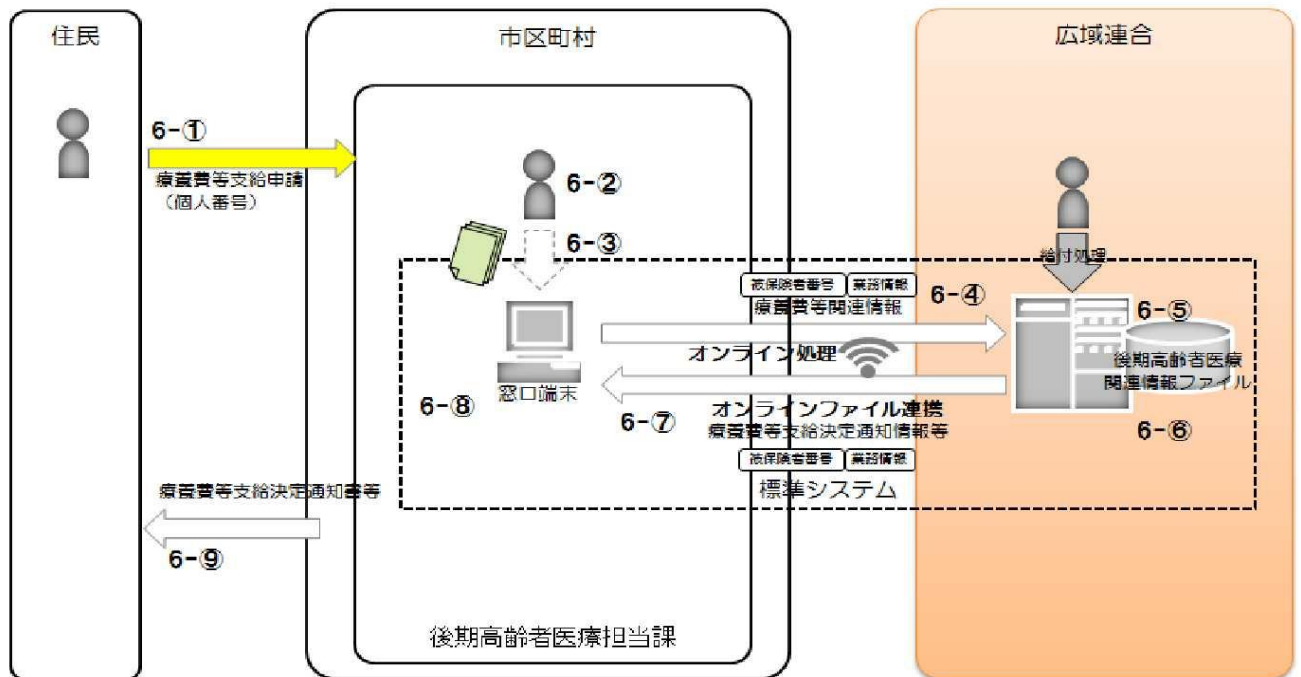 住民
市区町村
広域連合
6-①
療養費等支給申請
（個人番号）
6-②
6-③
給付処理
被保険者番号 業務情報
療養費等関連情報
6-④
6-⑤
オンライン処理
後期高齢者医療
関連情報ファイル
窓口端末
6-⑧
6-⑦
オンラインファイル連携
療養費等支給決定通知情報等
6-⑥
被保険者番号 業務情報
標準システム
療養費等支給決定通知書等
6-⑨
後期高齢者医療担当課